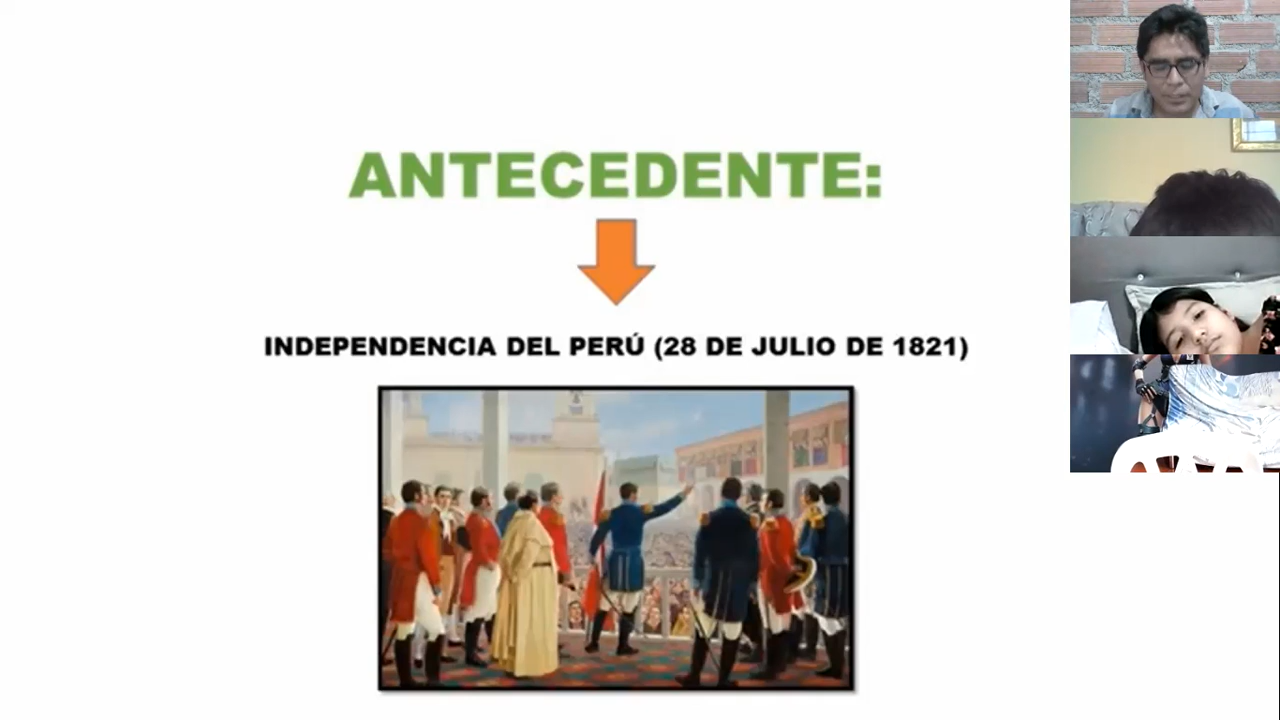 ANTECEDENTE:
INDEPENDENCIA DEL PERÚ (28 DE JULIO DE 1821)